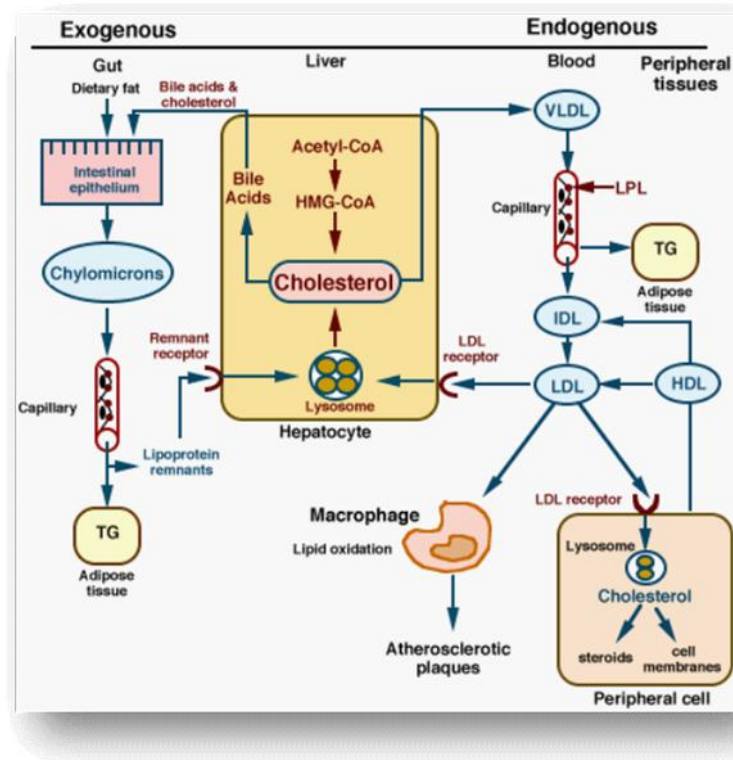 Exogenous
Endogenous
Gut
Liver
Blood
Peripheral
tissues
Dietary fat
Bile acids &
cholesterol
Intestinal
epithelium
Chylomicrons
Capillary
Lipoprotein
remnants
TG
Adipose
tissue
Remnant
receptor
Acetyl-CoA
HMG-CoA
Bile
Acids
Cholesterol
Lysosome
Hepatocyte
LDL
receptor
VLDL
Capillary
LPL
TG
Adipose
tissue
IDL
LDL
HDL
Macrophage
Lipid oxidation
Atherosclerotic
plaques
LDL receptor
Lysosome
Cholesterol
steroids
cell
membranes
Peripheral cell